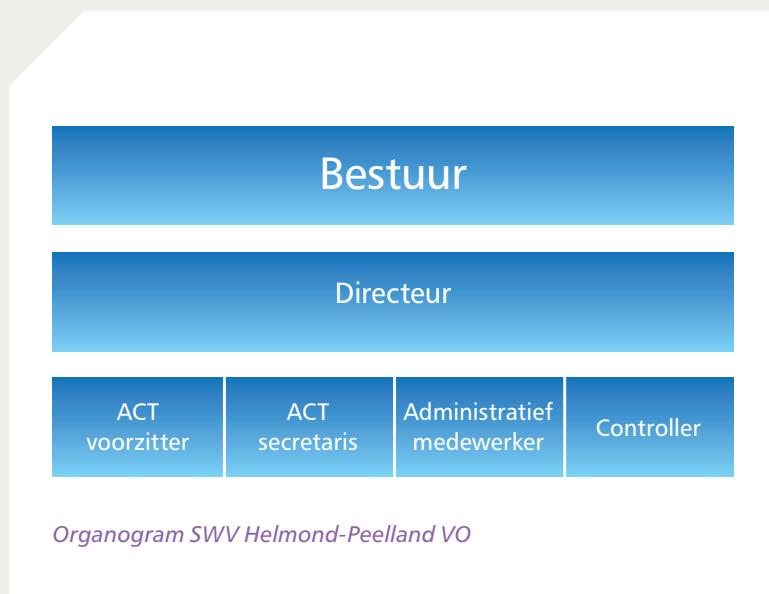 Bestuur
Directeur
ACT
voorzitter
ACT
secretaris
Administratief
medewerker
Controller
Organogram SWV Helmond-Peelland VO